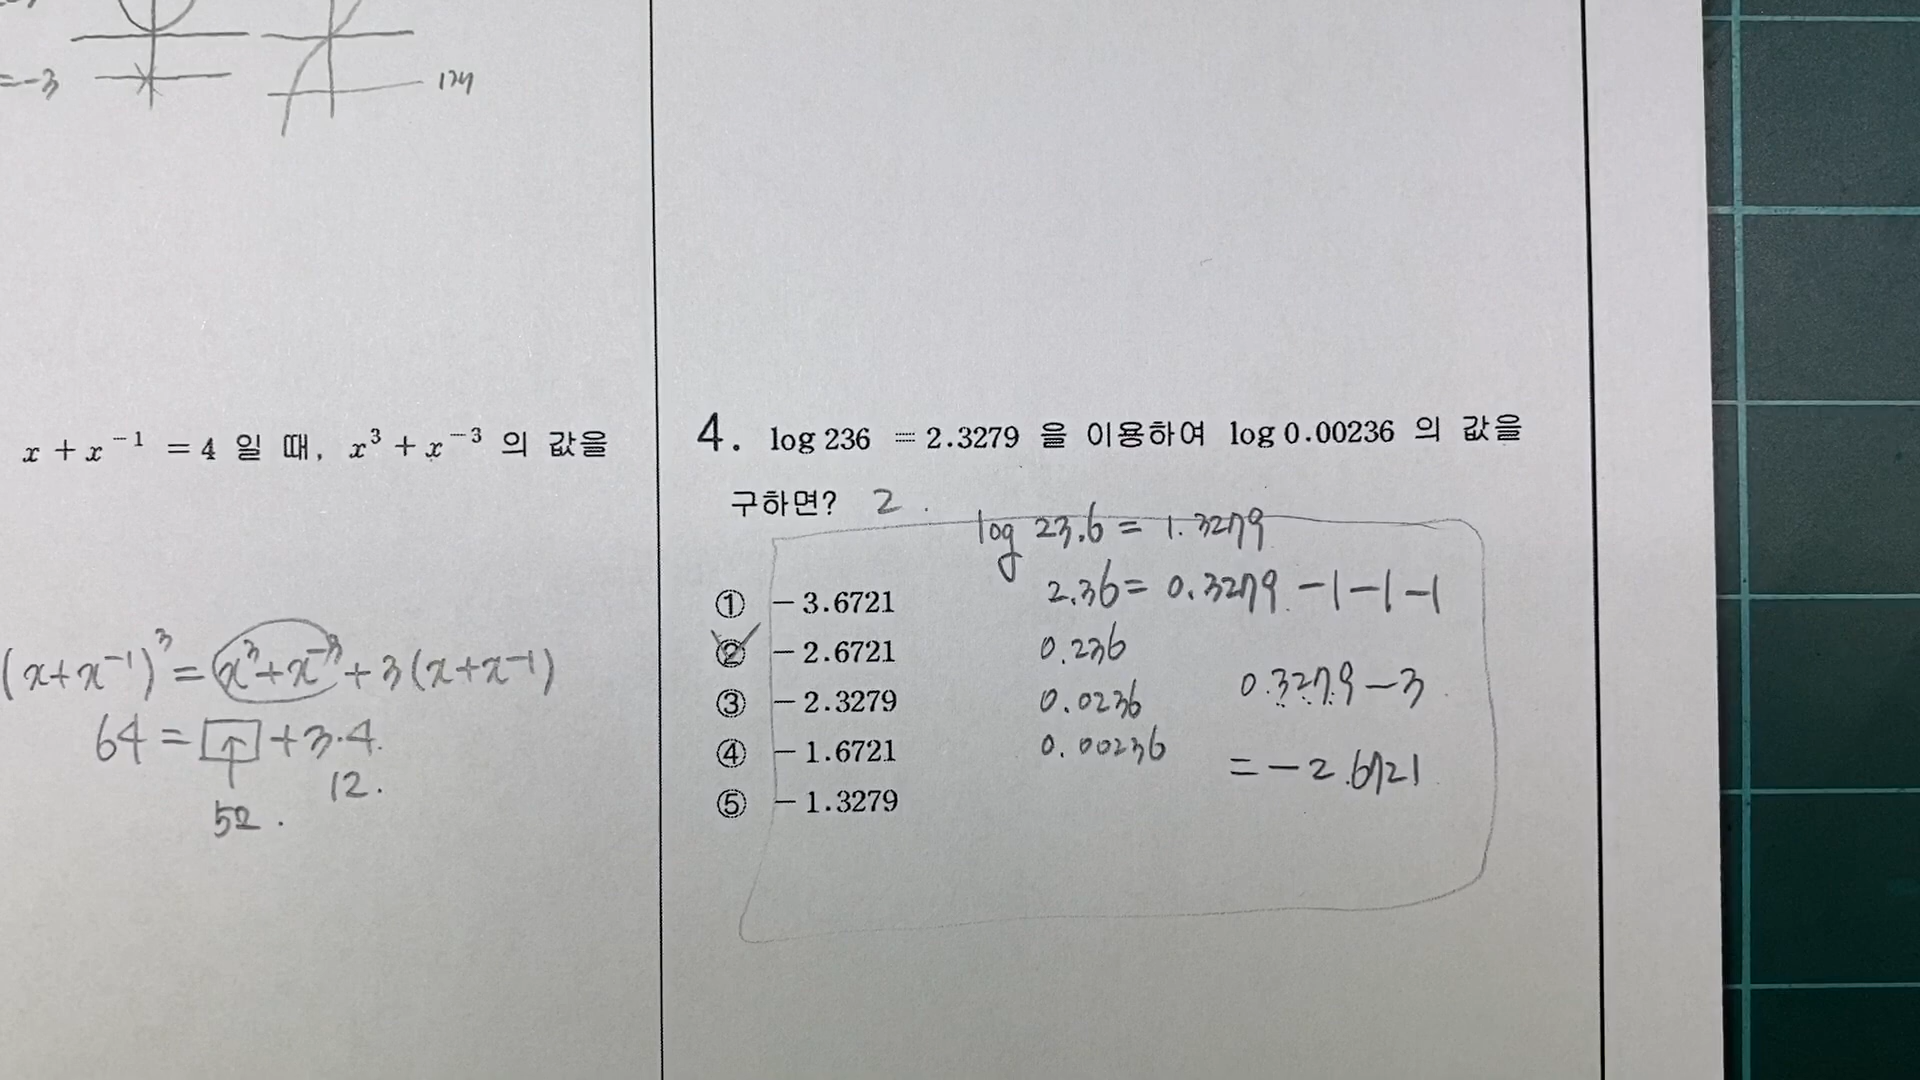 =-3
1개
x + x⁻¹ = 4 일 때, x³ + x⁻³ 의 값을
(x+x⁻¹)³ = x³+x⁻³ + 3(x+x⁻¹)
64 = □ + 3·4.
12.
52.
4. log 236 = 2.3279 을 이용하여 log 0.00236 의 값을
구하면? 2.
log 23.6 = 1.3279
2.36 = 0.3279 -1-1-1
0.236
0.0236
0.00236
0.3279-3
= -2.6721
① -3.6721
② -2.6721
③ -2.3279
④ -1.6721
⑤ -1.3279